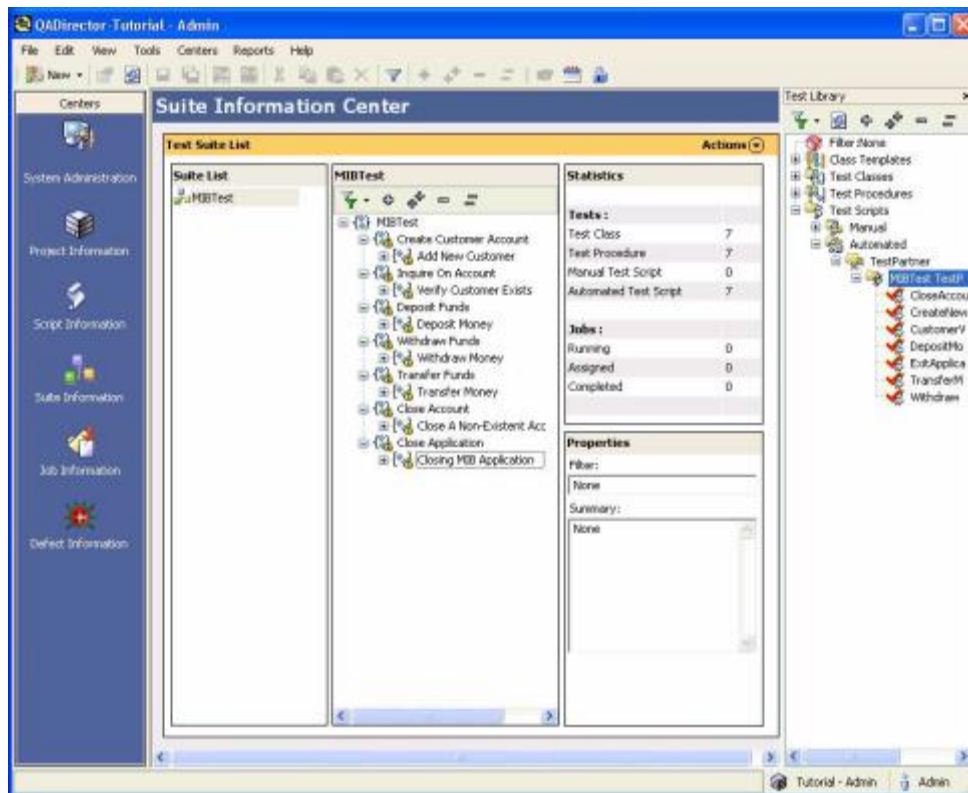 QADirector-Tutorial - Admin
File Edit View Tools Centers Reports Help
New
Centers
System Administration
Project Information
Script Information
Suite Information
Job Information
Defect Information
Suite Information Center
Test Suite List
Actions
Suite List
MIBTest
MIBTest
MIBTest
Create Customer Account
Add New Customer
Inquire On Account
Verify Customer Exists
Deposit Funds
Deposit Money
Withdraw Funds
Withdraw Money
Transfer Funds
Transfer Money
Close Account
Close A Non-Existent Acc
Close Application
Closing MIB Application
Statistics
Tests :
Test Class 7
Test Procedure 7
Manual Test Script 0
Automated Test Script 7
Jobs :
Running 0
Assigned 0
Completed 0
Properties
Filter:
None
Summary:
None
Test Library
Filter:None
Class Templates
Test Classes
Test Procedures
Test Scripts
Manual
Automated
TestPartner
MIBTest TestP
CloseAccou
CreateNew
CustomerV
DepositMo
ExitApplica
TransferM
Withdraw
Tutorial - Admin
Admin